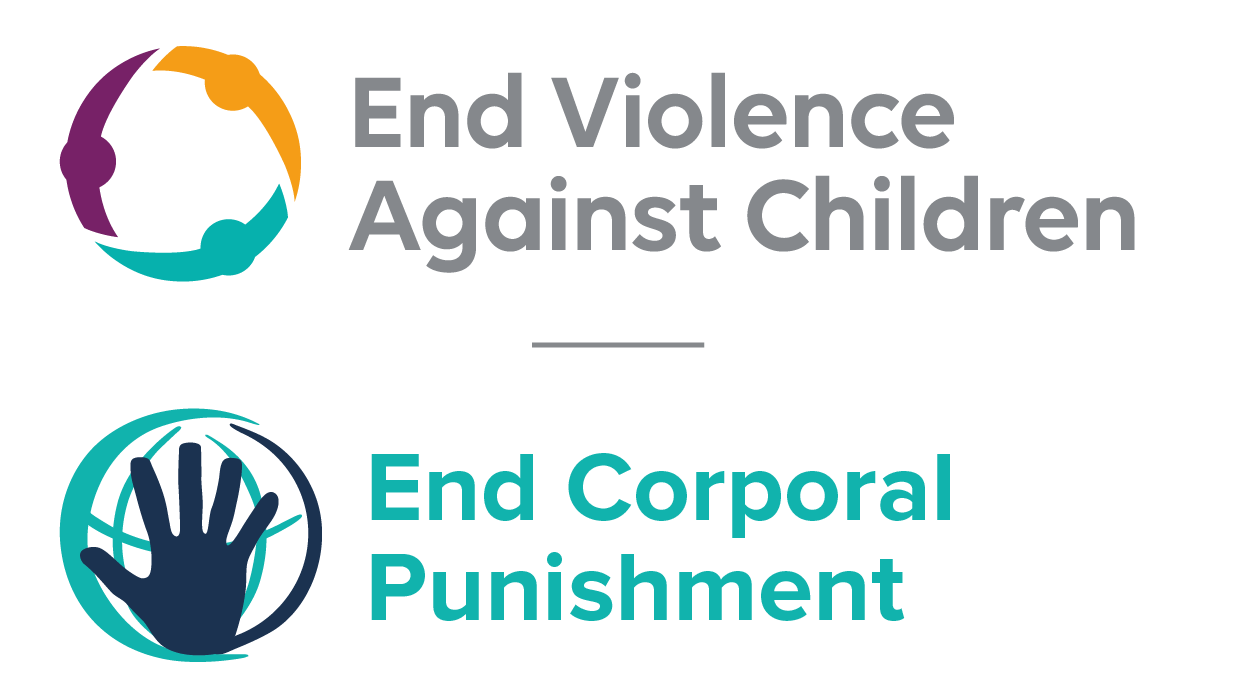 End Violence
Against Children
End Corporal
Punishment